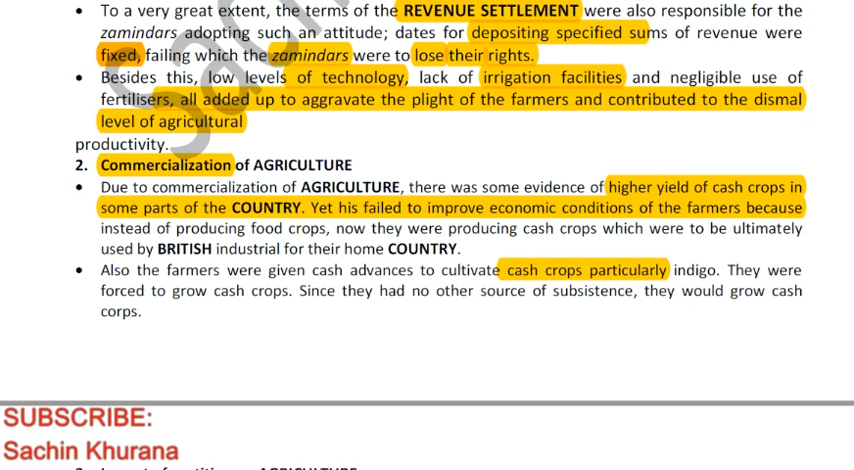 • To a very great extent, the terms of the REVENUE SETTLEMENT were also responsible for the
zamindars adopting such an attitude; dates for depositing specified sums of revenue were
fixed, failing which the zamindars were to lose their rights.
• Besides this, low levels of technology, lack of irrigation facilities and negligible use of
fertilisers, all added up to aggravate the plight of the farmers and contributed to the dismal
level of agricultural
productivity.
2. Commercialization of AGRICULTURE
• Due to commercialization of AGRICULTURE, there was some evidence of higher yield of cash crops in
some parts of the COUNTRY. Yet his failed to improve economic conditions of the farmers because
instead of producing food crops, now they were producing cash crops which were to be ultimately
used by BRITISH industrial for their home COUNTRY.
• Also the farmers were given cash advances to cultivate cash crops particularly indigo. They were
forced to grow cash crops. Since they had no other source of subsistence, they would grow cash
corps.
SUBSCRIBE:
Sachin Khurana
AGRICULTURE